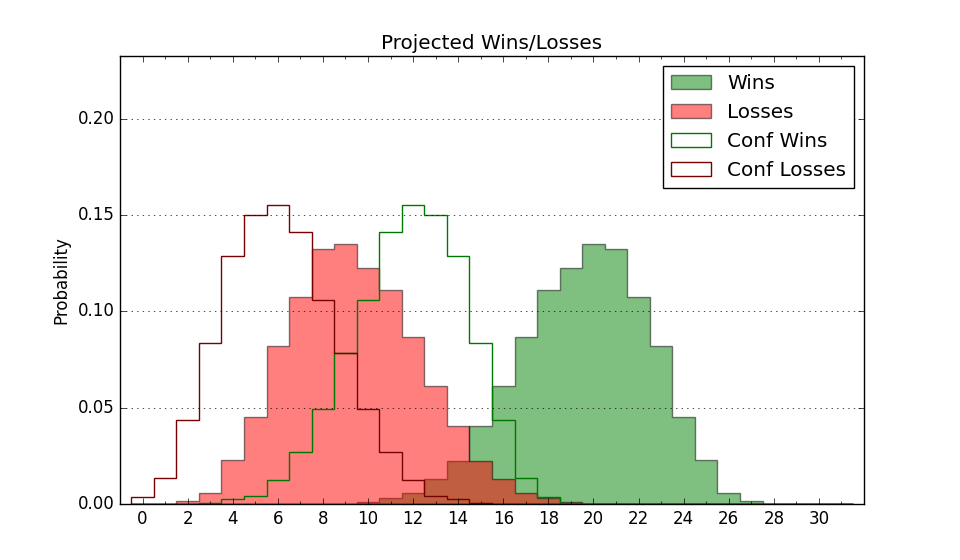 Projected Wins/Losses
Wins
Losses
Conf Wins
Conf Losses
Probability
0.20
0.15
0.10
0.05
0.00
0 2 4 6 8 10 12 14 16 18 20 22 24 26 28 30